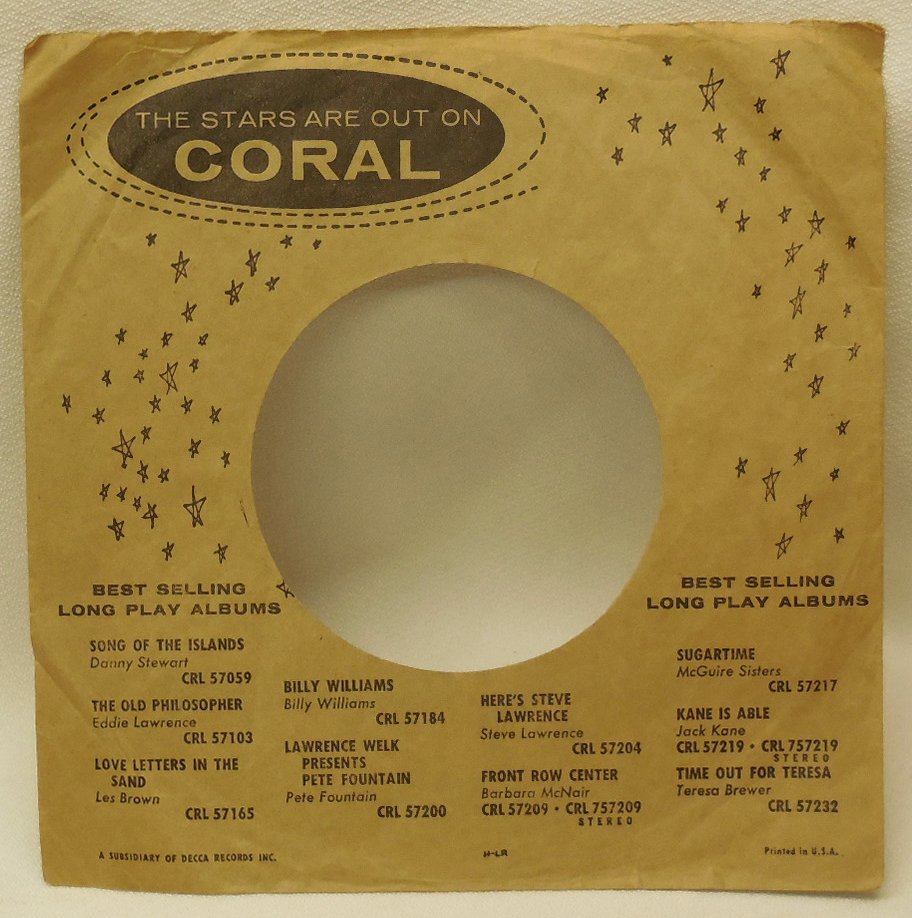 THE STARS ARE OUT ON
CORAL
BEST SELLING
LONG PLAY ALBUMS
SONG OF THE ISLANDS
Danny Stewart
CRL 57059
THE OLD PHILOSOPHER
Eddie Lawrence
CRL 57103
LOVE LETTERS IN THE
SAND
Les Brown
CRL 57165
BILLY WILLIAMS
Billy Williams
CRL 57184
LAWRENCE WELK
PRESENTS
PETE FOUNTAIN
Pete Fountain
CRL 57200
HERE'S STEVE
LAWRENCE
Steve Lawrence
CRL 57204
FRONT ROW CENTER
Barbara McNair
CRL 57209 • CRL 757209
STEREO
BEST SELLING
LONG PLAY ALBUMS
SUGARTIME
McGuire Sisters
CRL 57217
KANE IS ABLE
Jack Kane
CRL 57219 • CRL 757219
STEREO
TIME OUT FOR TERESA
Teresa Brewer
CRL 57232
A SUBSIDIARY OF DECCA RECORDS INC.
H-LR
Printed in U.S.A.